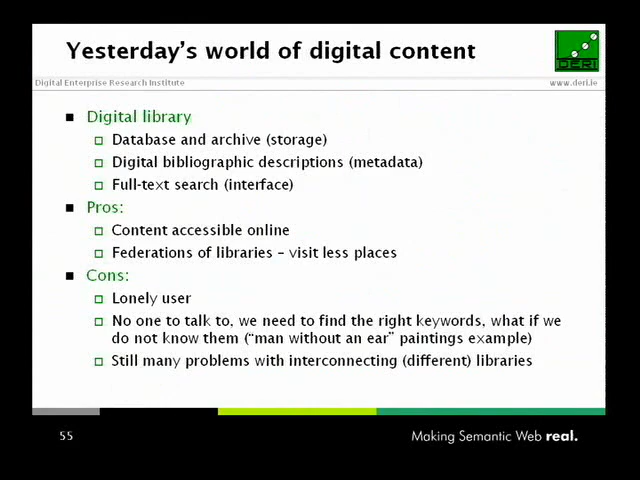 Yesterday's world of digital content
DERI
Digital Enterprise Research Institute
www.deri.ie
Digital library
Database and archive (storage)
Digital bibliographic descriptions (metadata)
Full-text search (interface)
Pros:
Content accessible online
Federations of libraries – visit less places
Cons:
Lonely user
No one to talk to, we need to find the right keywords, what if we
do not know them ("man without an ear" paintings example)
Still many problems with interconnecting (different) libraries
55
Making Semantic Web real.